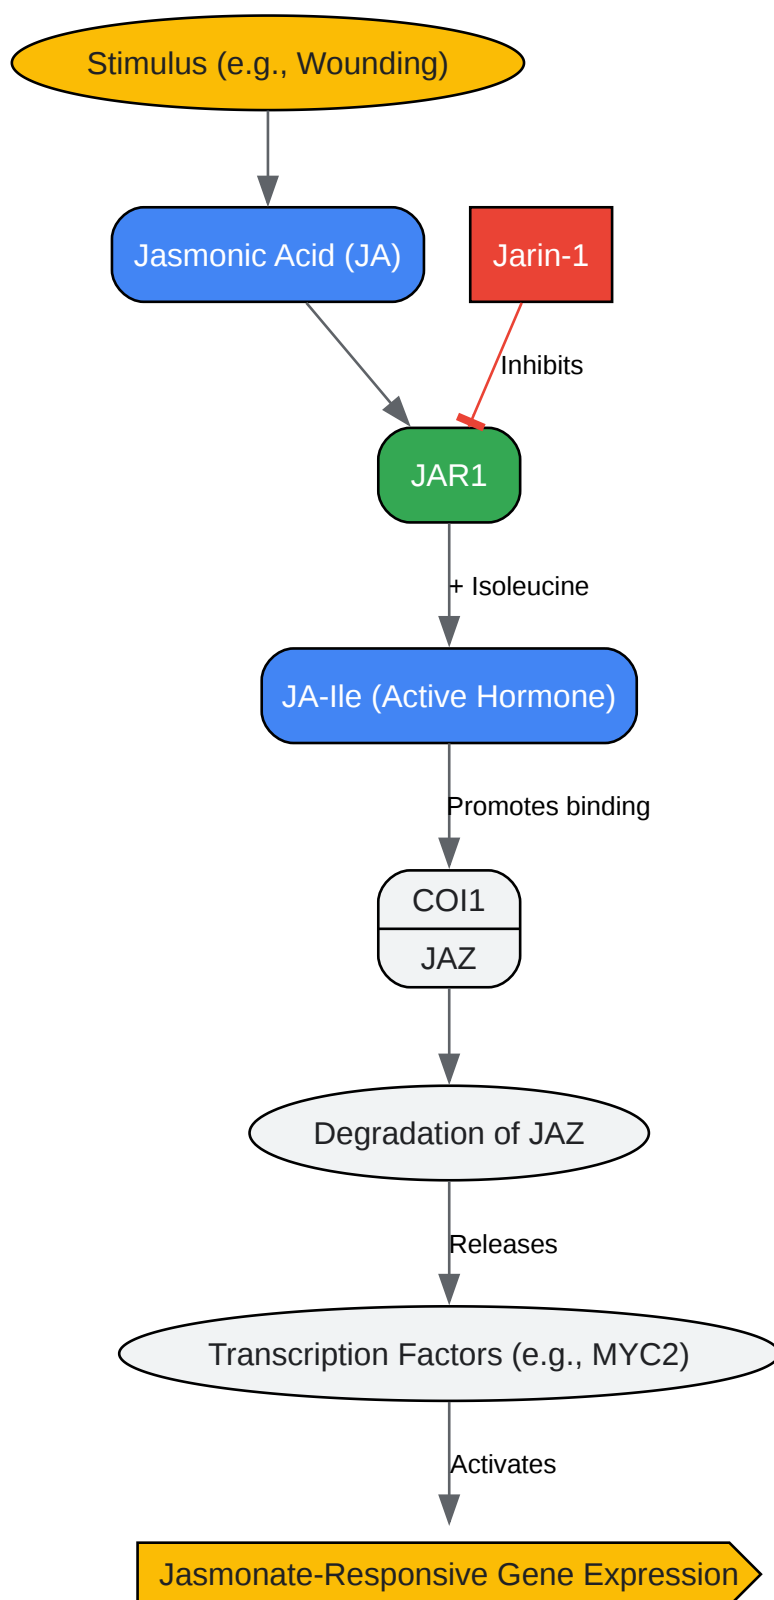 Stimulus (e.g., Wounding)
Jasmonic Acid (JA)
Jarin-1
Inhibits
JAR1
+ Isoleucine
JA-Ile (Active Hormone)
Promotes binding
COI1
JAZ
Degradation of JAZ
Releases
Transcription Factors (e.g., MYC2)
Activates
Jasmonate-Responsive Gene Expression